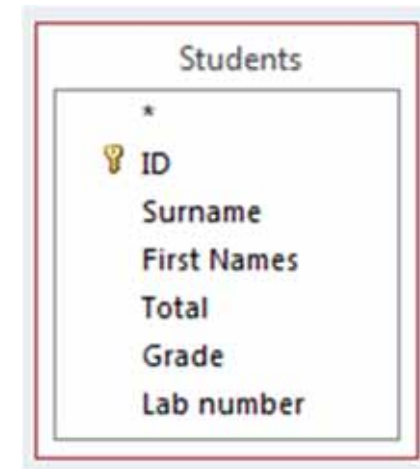 Students
*
ID
Surname
First Names
Total
Grade
Lab number